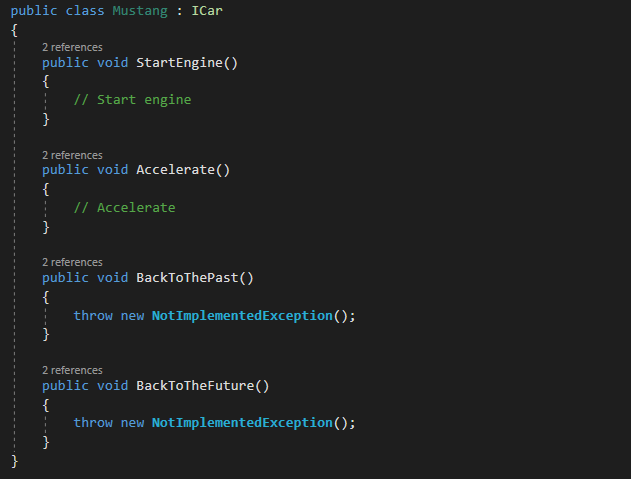 public class Mustang : ICar
{
2 references
public void StartEngine()
{
// Start engine
}
2 references
public void Accelerate()
{
// Accelerate
}
2 references
public void BackToThePast()
{
throw new NotImplementedException();
}
2 references
public void BackToTheFuture()
{
throw new NotImplementedException();
}
}